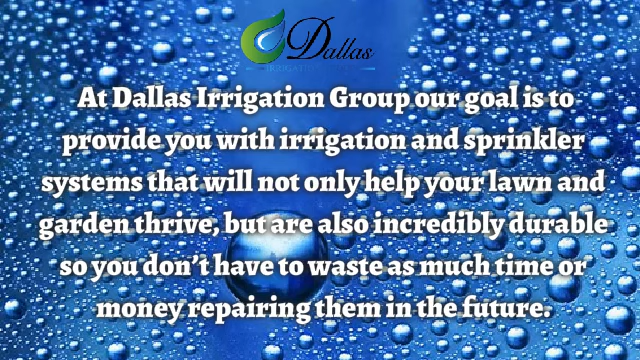 Dallas
IRRIGATION
At Dallas Irrigation Group our goal is to
provide you with irrigation and sprinkler
systems that will not only help your lawn and
garden thrive, but are also incredibly durable
so you don't have to waste as much time or
money repairing them in the future.